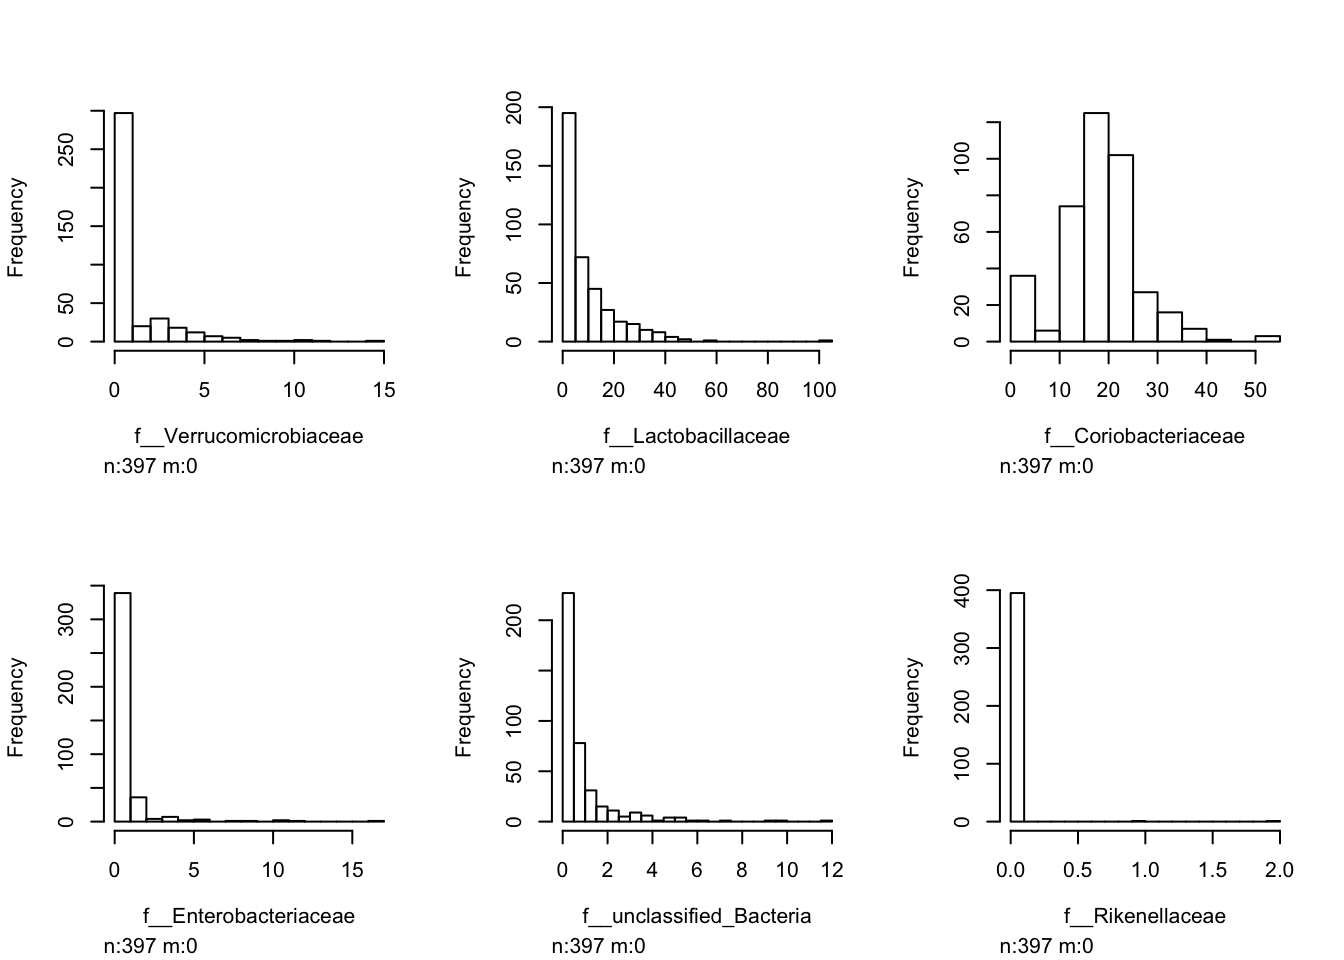 Frequency
0 50 150 250
0 5 10 15
f__Verrucomicrobiaceae
n:397 m:0
Frequency
0 50 100 150 200
0 20 40 60 80 100
f__Lactobacillaceae
n:397 m:0
Frequency
0 20 60 100
0 10 20 30 40 50
f__Coriobacteriaceae
n:397 m:0
Frequency
0 100 200 300
0 5 10 15
f__Enterobacteriaceae
n:397 m:0
Frequency
0 50 100 200
0 2 4 6 8 10 12
f__unclassified_Bacteria
n:397 m:0
Frequency
0 100 200 300 400
0.0 0.5 1.0 1.5 2.0
f__Rikenellaceae
n:397 m:0